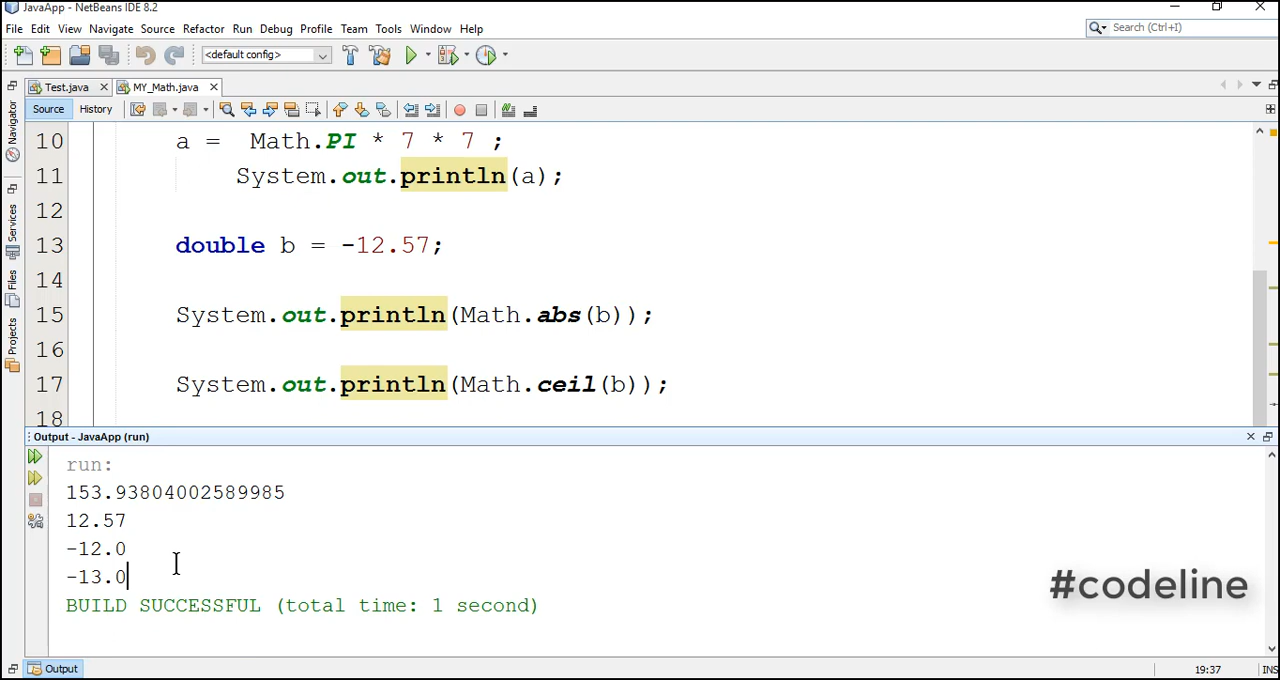 JavaApp - NetBeans IDE 8.2
File Edit View Navigate Source Refactor Run Debug Profile Team Tools Window Help
Search (Ctrl+I)
<default config>
Test.java MY_Math.java
Source History
Navigator
Services
Files
Projects
10 a = Math.PI * 7 * 7 ;
11 System.out.println(a);
12
13 double b = -12.57;
14
15 System.out.println(Math.abs(b));
16
17 System.out.println(Math.ceil(b));
18
Output - JavaApp (run)
run:
153.93804002589985
12.57
-12.0
-13.0
BUILD SUCCESSFUL (total time: 1 second)
#codeline
Output
19:37 INS